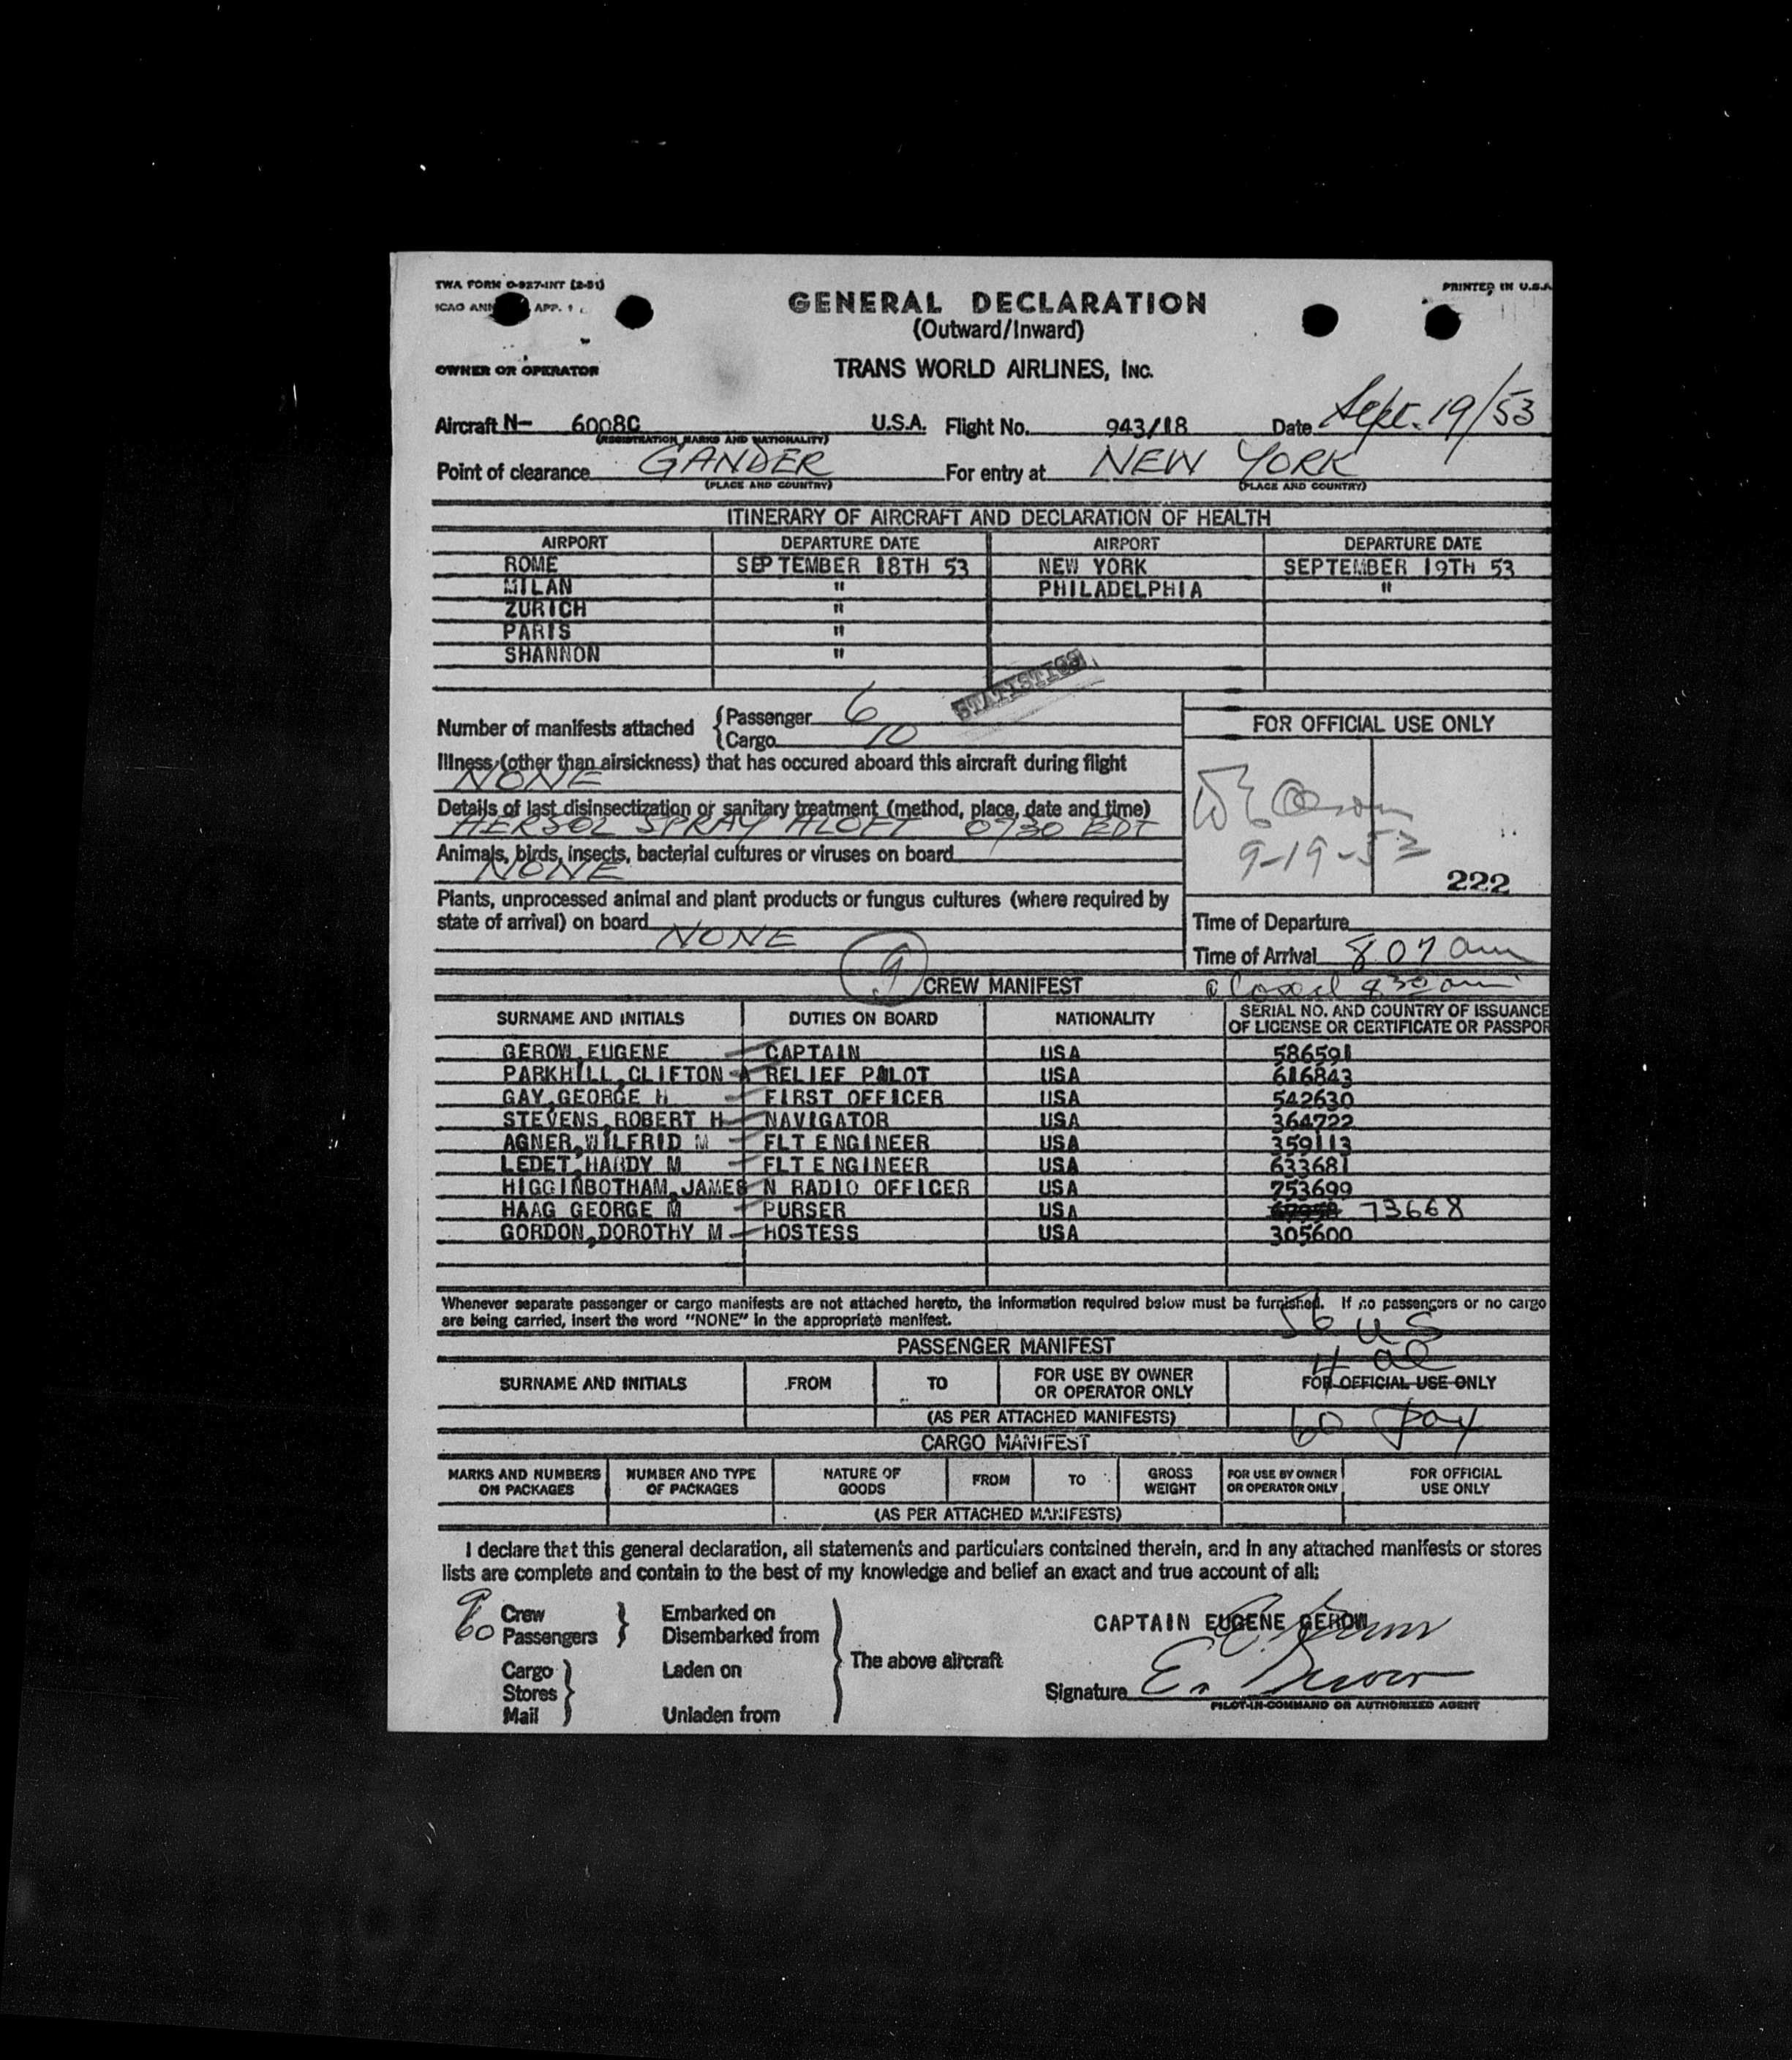 TWA FORM O-927-INT (2-51)
PRINTED IN U.S.A.
ICAO ANN APP. 1
GENERAL DECLARATION
(Outward/Inward)
OWNER OR OPERATOR
TRANS WORLD AIRLINES, INC.
Aircraft N- 6008C U.S.A. Flight No. 943/18 Date Sept. 19/53
(REGISTRATION MARKS AND NATIONALITY)
Point of clearance GANDER For entry at NEW YORK
(PLACE AND COUNTRY) (PLACE AND COUNTRY)
ITINERARY OF AIRCRAFT AND DECLARATION OF HEALTH
AIRPORT DEPARTURE DATE AIRPORT DEPARTURE DATE
ROME SEPTEMBER 18TH 53 NEW YORK SEPTEMBER 19TH 53
MILAN " PHILADELPHIA "
ZURICH "
PARIS "
SHANNON "
STATISTICS
Number of manifests attached {Passenger 6
{Cargo 10
FOR OFFICIAL USE ONLY
Illness (other than airsickness) that has occured aboard this aircraft during flight
NONE
Details of last disinsectization or sanitary treatment (method, place, date and time)
AERSOL SPRAY ALOFT 0730 EDT
Animals, birds, insects, bacterial cultures or viruses on board
NONE
9-19-53
222
Plants, unprocessed animal and plant products or fungus cultures (where required by
state of arrival) on board NONE
Time of Departure
Time of Arrival 8 07 am
9
CREW MANIFEST
Closed 830 am
SURNAME AND INITIALS DUTIES ON BOARD NATIONALITY SERIAL NO. AND COUNTRY OF ISSUANCE
OF LICENSE OR CERTIFICATE OR PASSPOR
GEROW,EUGENE CAPTAIN USA 586591
PARKHILL,CLIFTON A RELIEF PILOT USA 616843
GAY,GEORGE H FIRST OFFICER USA 542630
STEVENS,ROBERT H NAVIGATOR USA 364722
AGNER,WILFRID M FLT ENGINEER USA 359113
LEDET,HARDY M FLT ENGINEER USA 633681
HIGGINBOTHAM,JAMES N RADIO OFFICER USA 753699
HAAG GEORGE M PURSER USA 73668
GORDON,DOROTHY M HOSTESS USA 305600
Whenever separate passenger or cargo manifests are not attached hereto, the information required below must be furnished. If no passengers or no cargo
are being carried, insert the word "NONE" in the appropriate manifest.
56 US
PASSENGER MANIFEST
4 al
SURNAME AND INITIALS FROM TO FOR USE BY OWNER
OR OPERATOR ONLY FOR OFFICIAL USE ONLY
(AS PER ATTACHED MANIFESTS) 60 pax
CARGO MANIFEST
MARKS AND NUMBERS
ON PACKAGES NUMBER AND TYPE
OF PACKAGES NATURE OF
GOODS FROM TO GROSS
WEIGHT FOR USE BY OWNER
OR OPERATOR ONLY FOR OFFICIAL
USE ONLY
(AS PER ATTACHED MANIFESTS)
I declare that this general declaration, all statements and particulars contained therein, and in any attached manifests or stores
lists are complete and contain to the best of my knowledge and belief an exact and true account of all:
9 Crew } Embarked on
60 Passengers } Disembarked from
CAPTAIN EUGENE GEROW
Cargo } Laden on The above aircraft
Stores
Mail Unladen from
Signature E. Gerow
PILOT-IN-COMMAND OR AUTHORIZED AGENT